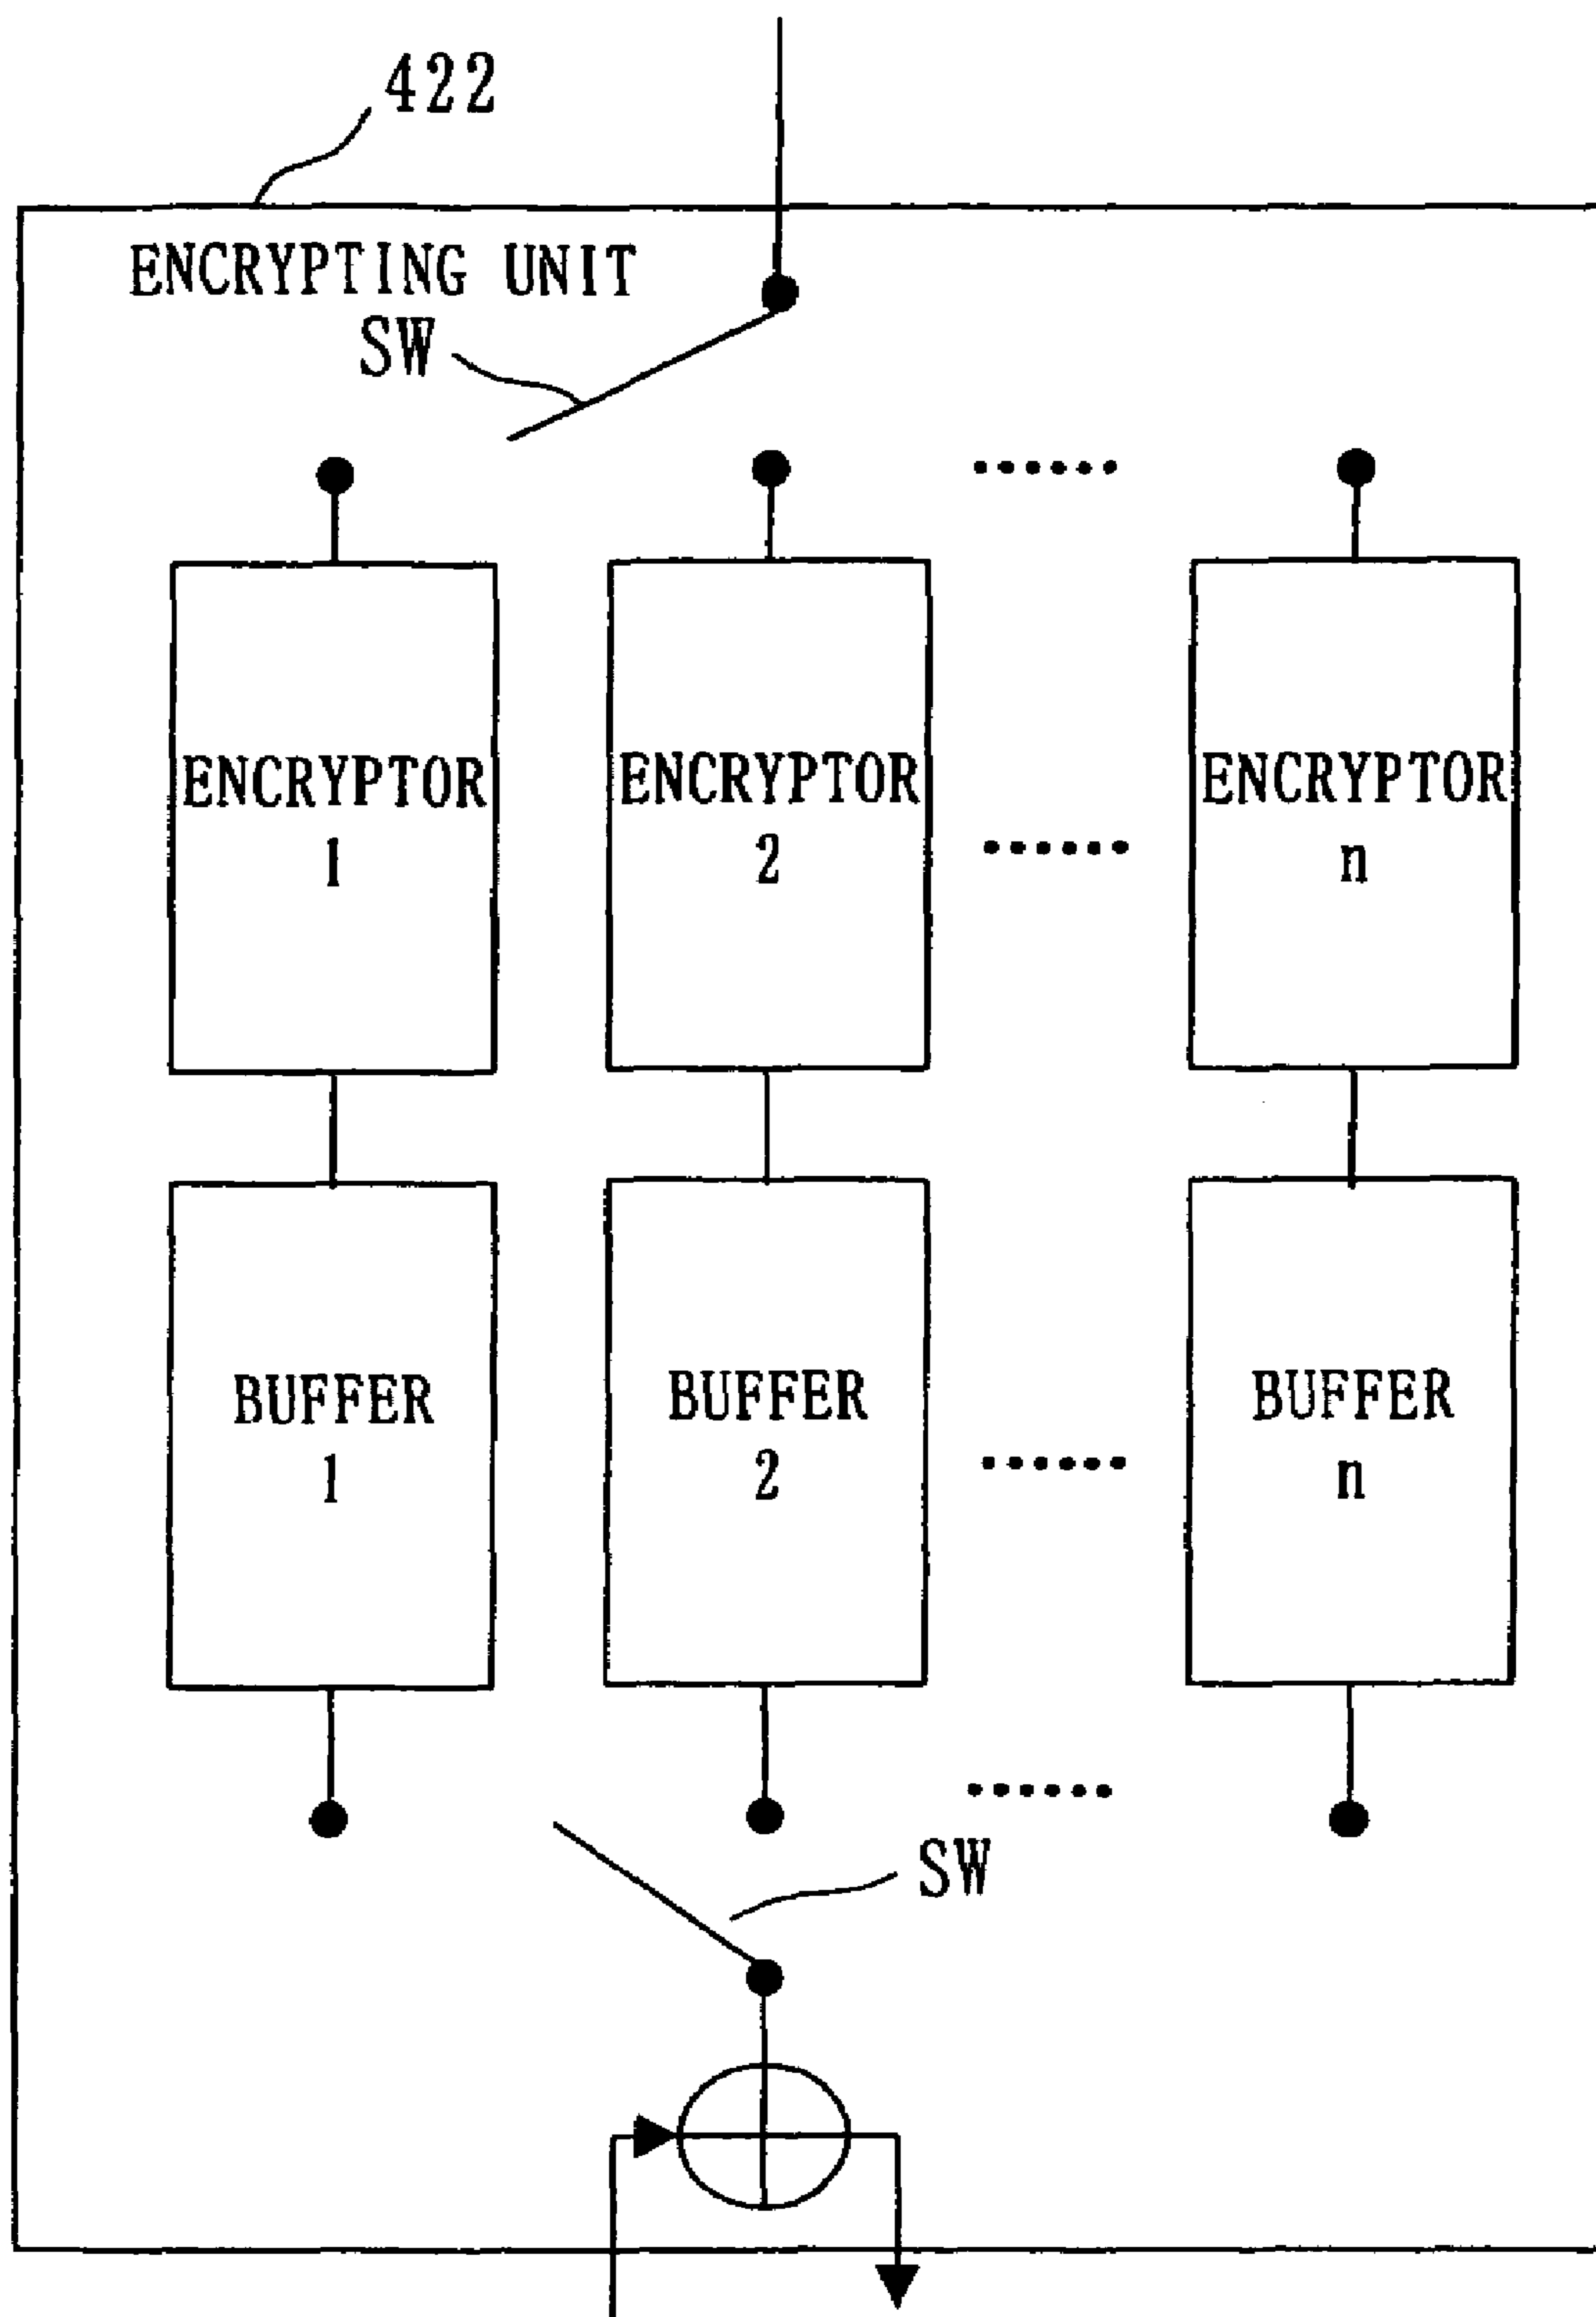 422
ENCRYPTING UNIT
SW
ENCRYPTOR
1
ENCRYPTOR
2
ENCRYPTOR
n
BUFFER
1
BUFFER
2
BUFFER
n
SW